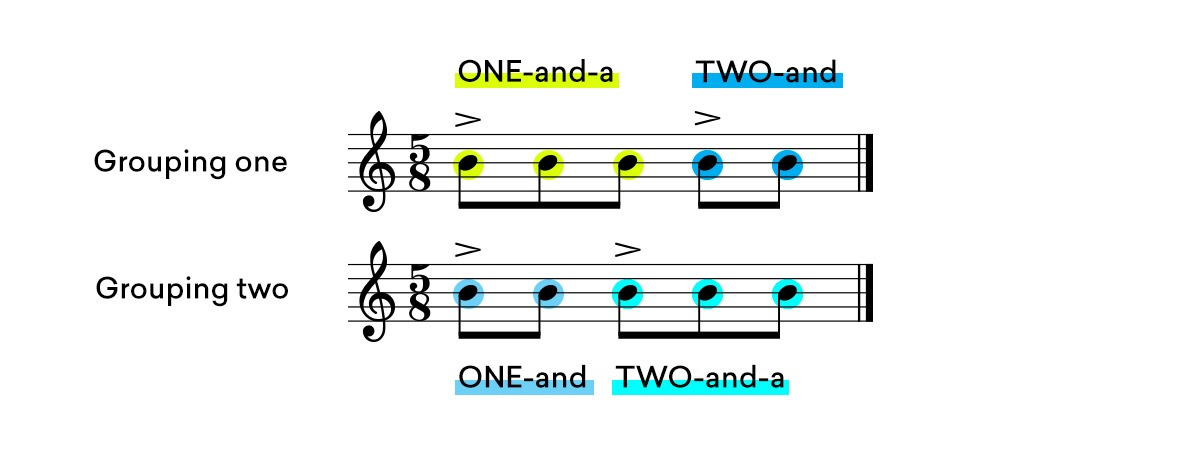 ONE-and-a TWO-and
Grouping one
5
8
Grouping two
5
8
ONE-and TWO-and-a